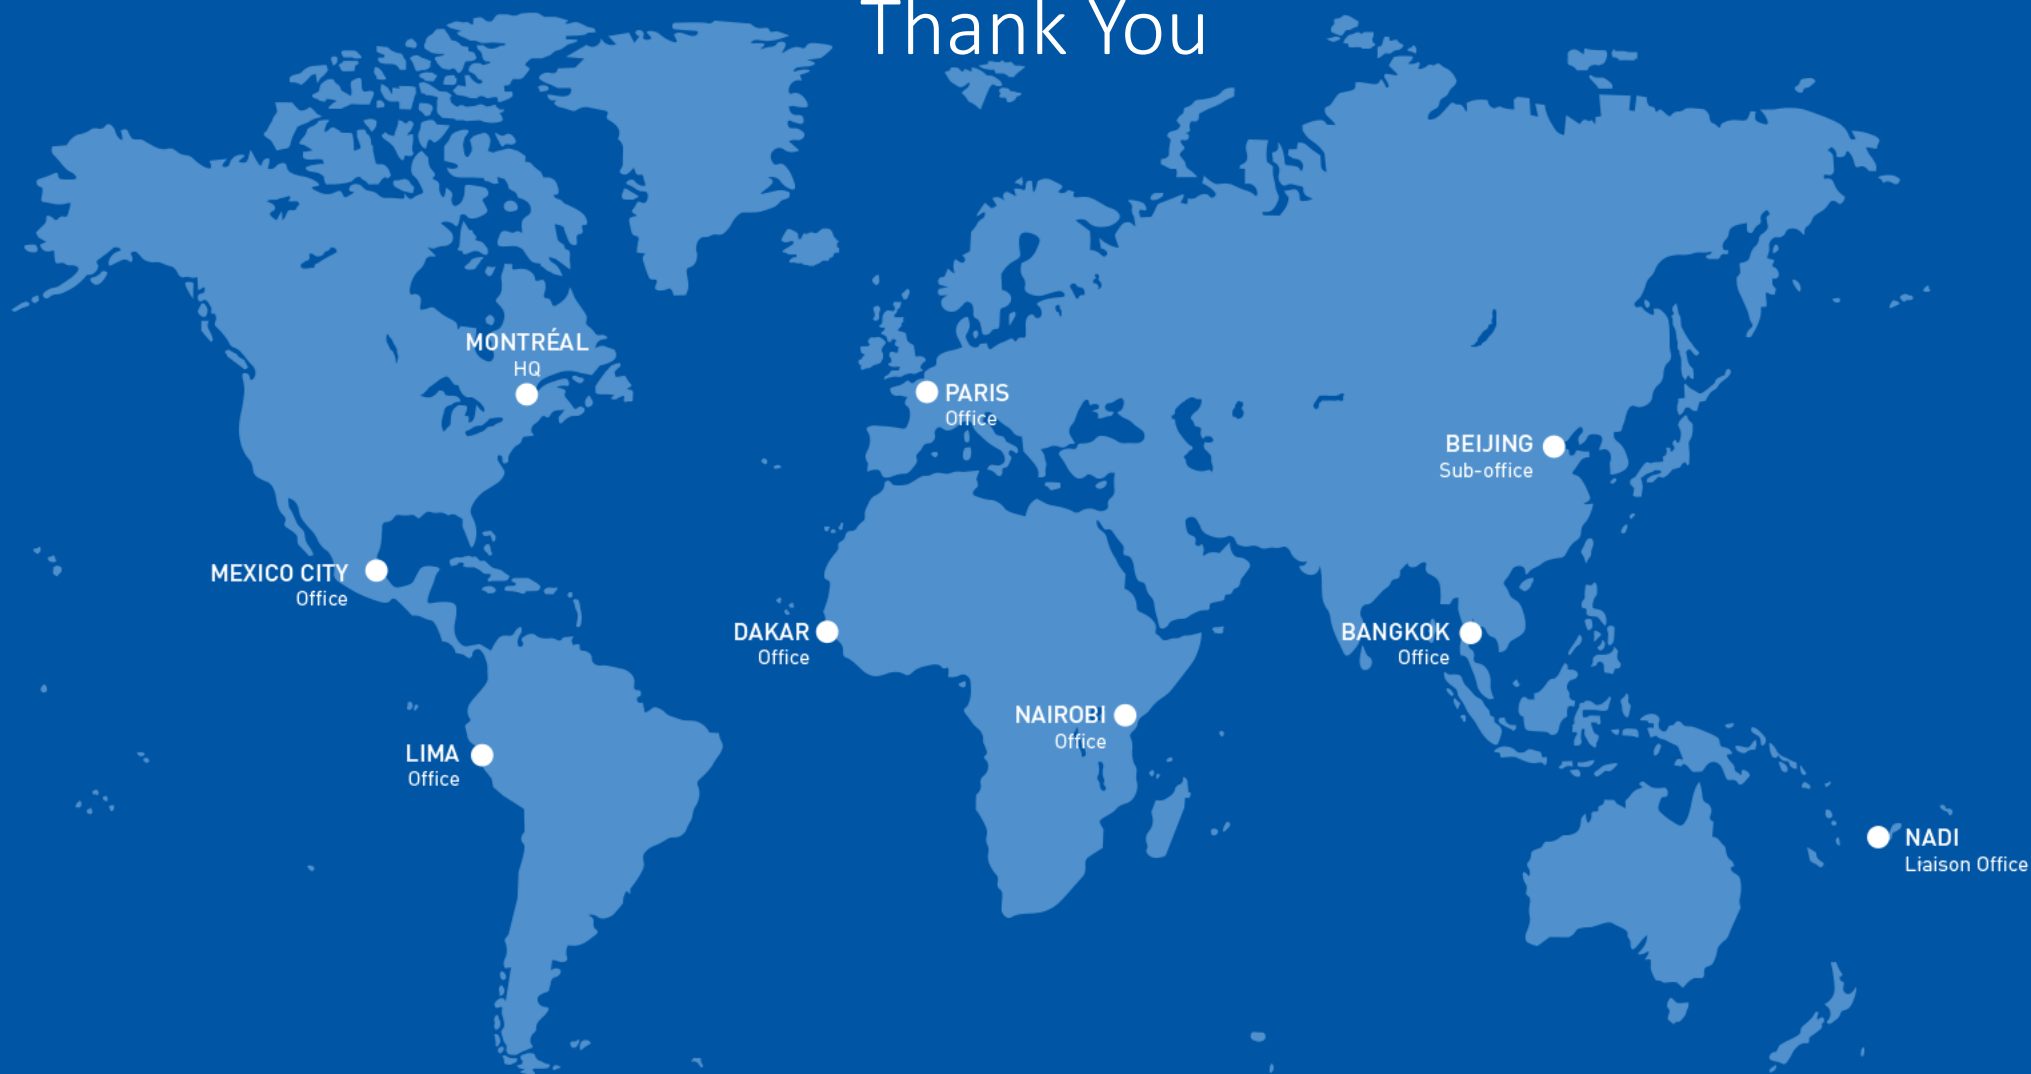 Thank You
MONTRÉAL
HQ
PARIS
Office
BEIJING
Sub-office
MEXICO CITY
Office
DAKAR
Office
BANGKOK
Office
NAIROBI
Office
LIMA
Office
NADI
Liaison Office